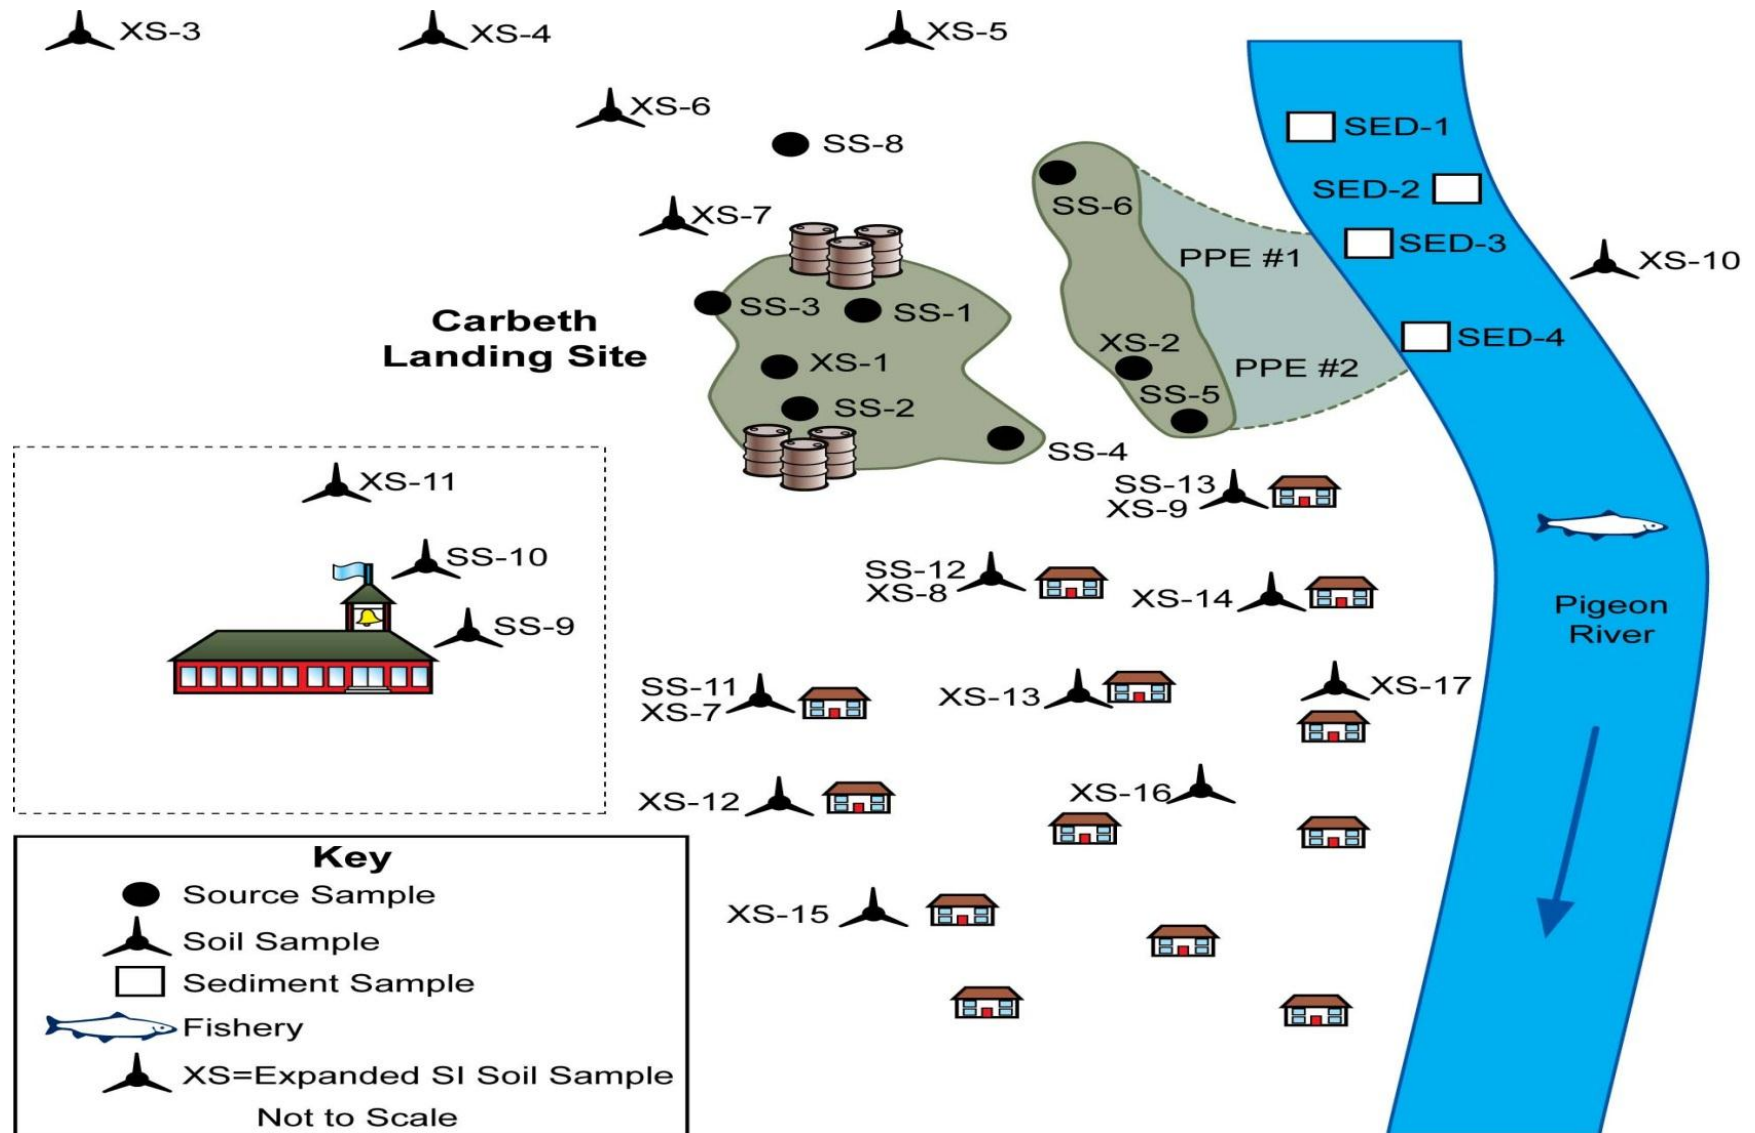 XS-3
XS-4
XS-5
XS-6
SS-8
SED-1
SED-2
SS-6
XS-7
SED-3
PPE #1
XS-10
SS-3
SS-1
Carbeth
Landing Site
SED-4
XS-2
XS-1
PPE #2
SS-5
SS-2
SS-4
XS-11
SS-13
XS-9
SS-10
SS-12
XS-8
XS-14
Pigeon
River
SS-9
SS-11
XS-7
XS-13
XS-17
XS-12
XS-16
XS-15
Key
Source Sample
Soil Sample
Sediment Sample
Fishery
XS=Expanded SI Soil Sample
Not to Scale